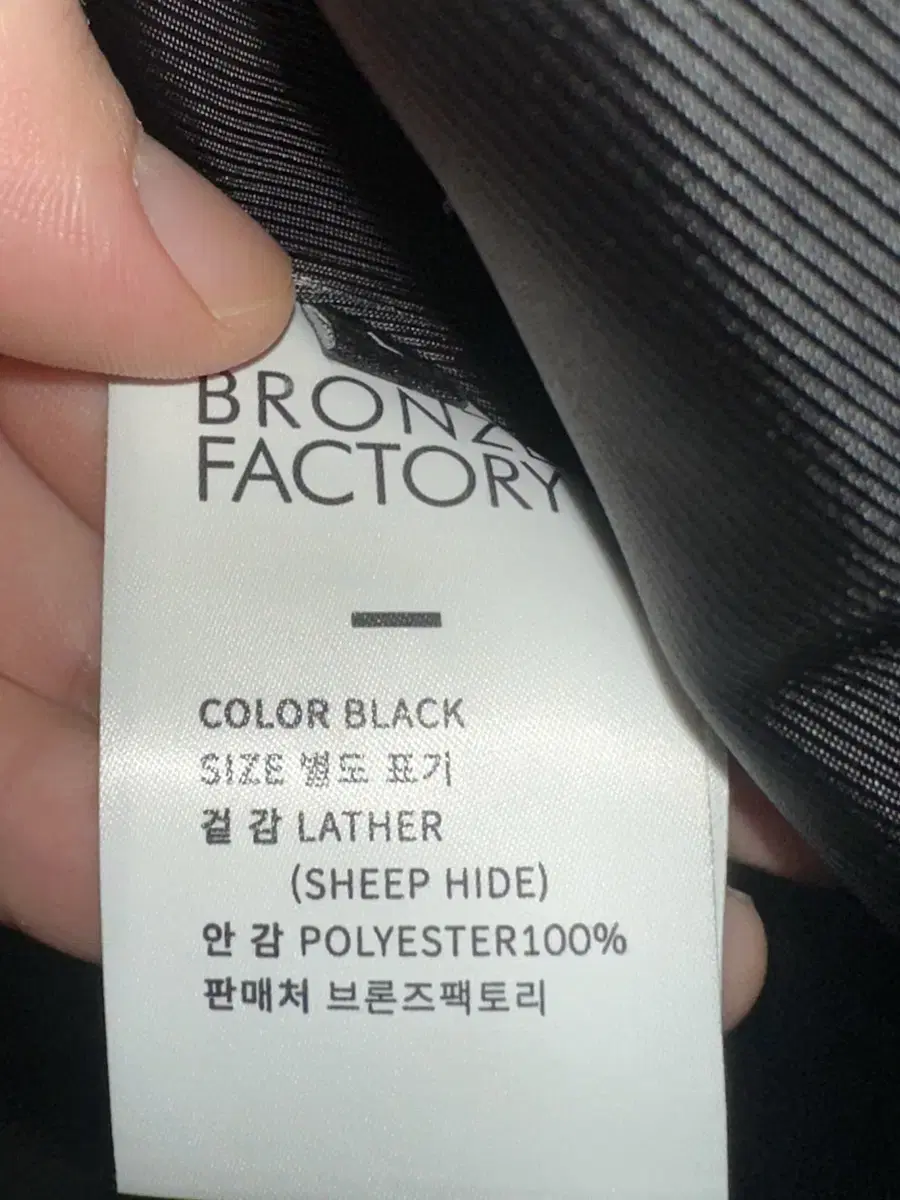 BRONZE
FACTORY
COLOR BLACK
SIZE 별도 표기
겉 감 LATHER
(SHEEP HIDE)
안 감 POLYESTER100%
판매처 브론즈팩토리